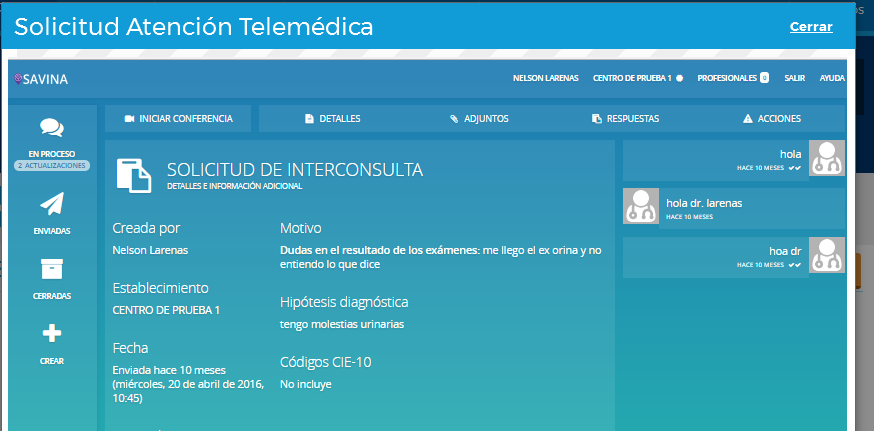 Solicitud Atención Telemédica
Cerrar
SAVINA
NELSON LARENAS
CENTRO DE PRUEBA 1
PROFESIONALES 0
SALIR
AYUDA
EN PROCESO
2 ACTUALIZACIONES
ENVIADAS
CERRADAS
CREAR
INICIAR CONFERENCIA
DETALLES
ADJUNTOS
RESPUESTAS
ACCIONES
SOLICITUD DE INTERCONSULTA
DETALLES E INFORMACIÓN ADICIONAL
Creada por
Nelson Larenas
Establecimiento
CENTRO DE PRUEBA 1
Fecha
Enviada hace 10 meses
(miércoles, 20 de abril de 2016,
10:45)
Motivo
Dudas en el resultado de los exámenes: me llego el ex orina y no
entiendo lo que dice
Hipótesis diagnóstica
tengo molestias urinarias
Códigos CIE-10
No incluye
hola
HACE 10 MESES
hola dr. larenas
HACE 10 MESES
hoa dr
HACE 10 MESES